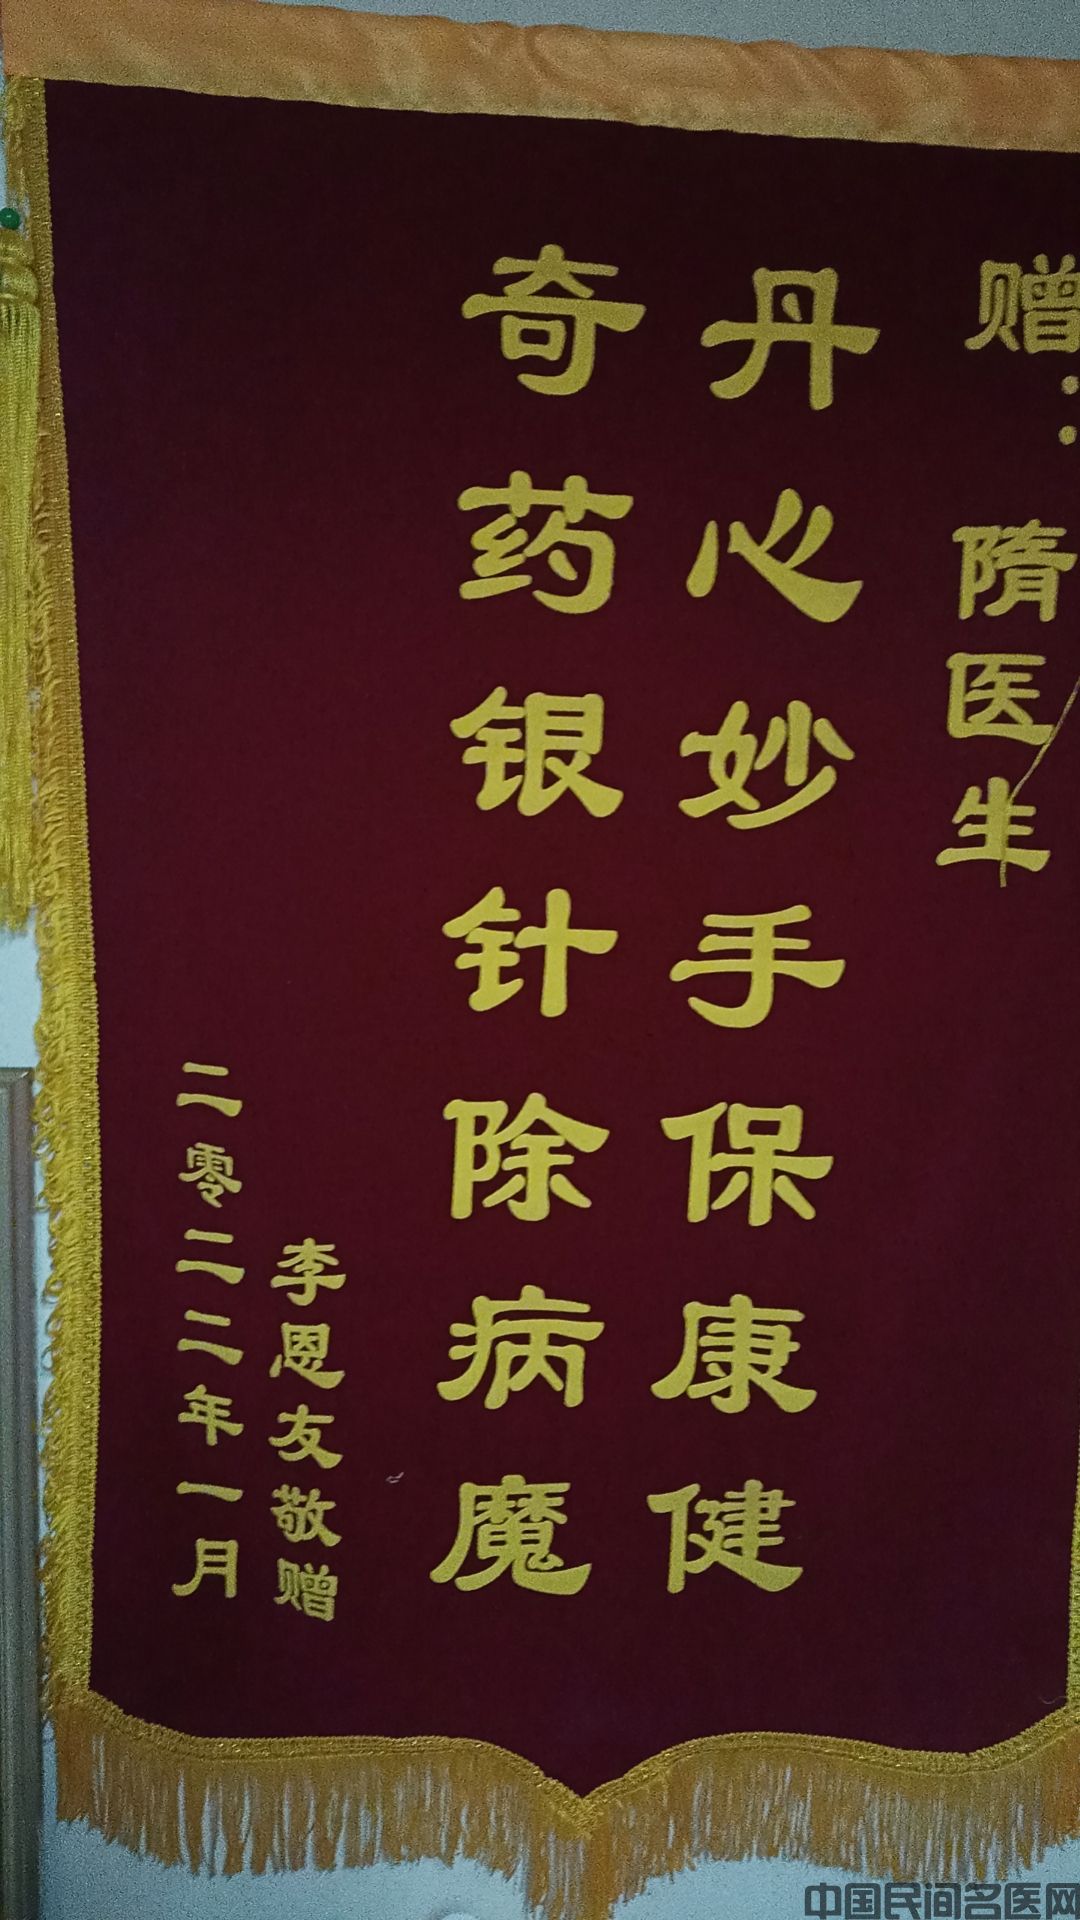 赠：隋医生
丹心妙手保康健
奇药银针除病魔
李恩友敬赠
二零二二年一月
中国民间名医网